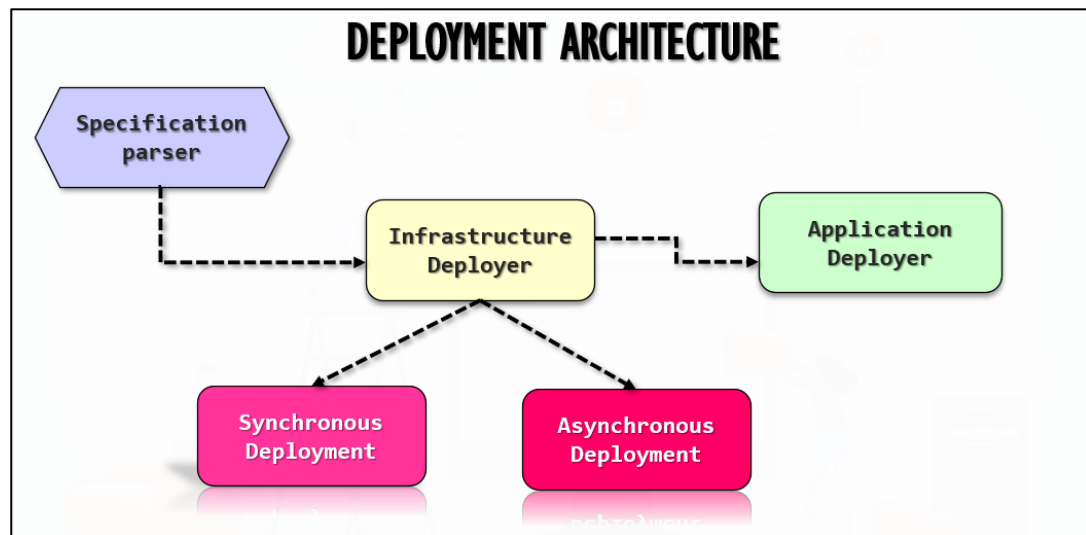 DEPLOYMENT ARCHITECTURE
Specification
parser
Infrastructure
Deployer
Application
Deployer
Synchronous
Deployment
Asynchronous
Deployment